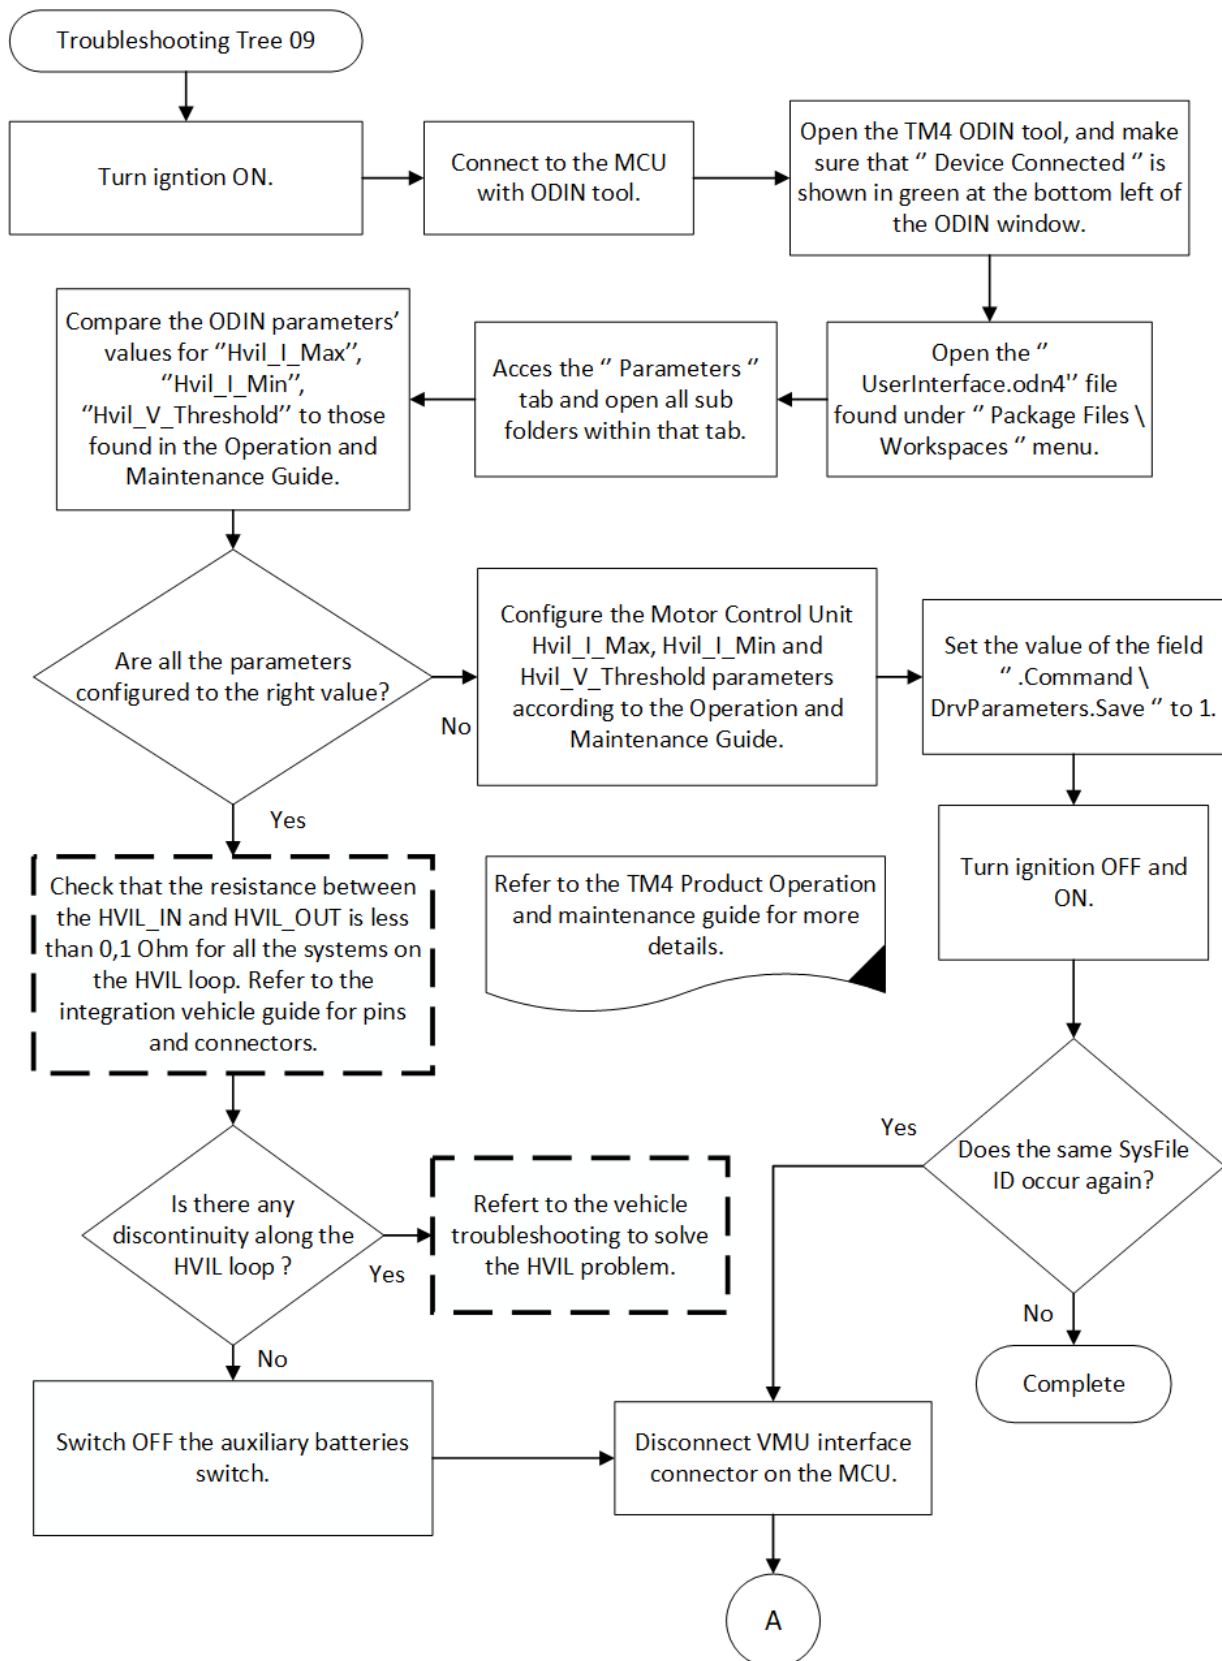 Troubleshooting Tree 09
Turn igntion ON.
Connect to the MCU
with ODIN tool.
Open the TM4 ODIN tool, and make
sure that “ Device Connected “ is
shown in green at the bottom left of
the ODIN window.
Open the “
UserInterface.odn4'’ file
found under “ Package Files \
Workspaces “ menu.
Acces the “ Parameters “
tab and open all sub
folders within that tab.
Compare the ODIN parameters’
values for “Hvil_I_Max’’,
“Hvil_I_Min’’,
“Hvil_V_Threshold’’ to those
found in the Operation and
Maintenance Guide.
Are all the parameters
configured to the right value?
No
Configure the Motor Control Unit
Hvil_I_Max, Hvil_I_Min and
Hvil_V_Threshold parameters
according to the Operation and
Maintenance Guide.
Set the value of the field
“ .Command \
DrvParameters.Save “ to 1.
Yes
Turn ignition OFF and
ON.
Check that the resistance between
the HVIL_IN and HVIL_OUT is less
than 0,1 Ohm for all the systems on
the HVIL loop. Refer to the
integration vehicle guide for pins
and connectors.
Refer to the TM4 Product Operation
and maintenance guide for more
details.
Does the same SysFile
ID occur again?
Yes
No
Complete
Is there any
discontinuity along the
HVIL loop ?
Yes
Refert to the vehicle
troubleshooting to solve
the HVIL problem.
No
Switch OFF the auxiliary batteries
switch.
Disconnect VMU interface
connector on the MCU.
A